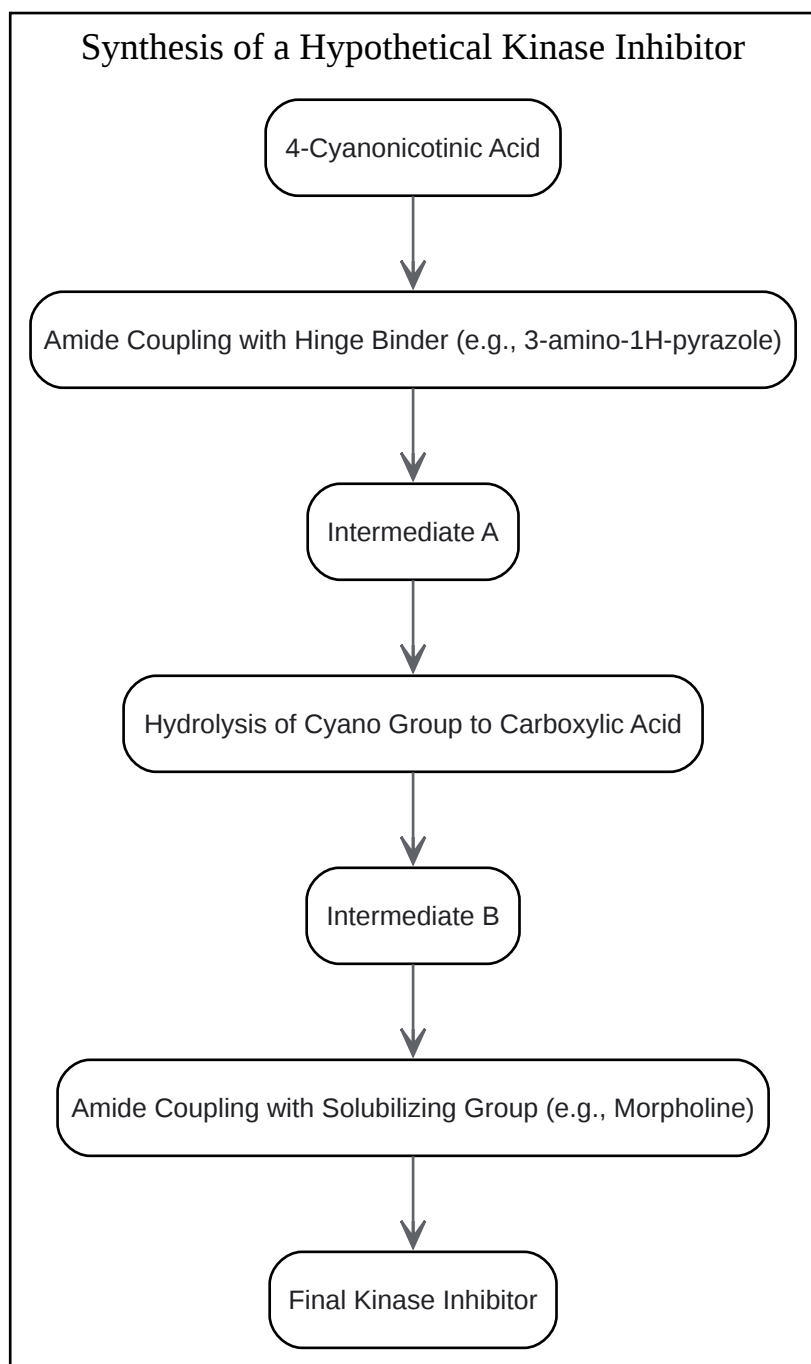 Synthesis of a Hypothetical Kinase Inhibitor
4-Cyanonicotinic Acid
Amide Coupling with Hinge Binder (e.g., 3-amino-1H-pyrazole)
Intermediate A
Hydrolysis of Cyano Group to Carboxylic Acid
Intermediate B
Amide Coupling with Solubilizing Group (e.g., Morpholine)
Final Kinase Inhibitor